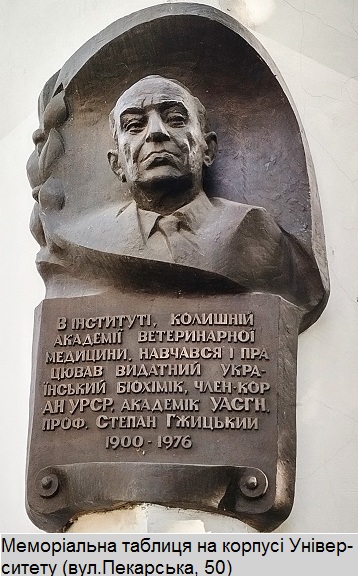 В ІНСТИТУТІ, КОЛИШНІЙ
АКАДЕМІЇ ВЕТЕРИНАРНОЇ
МЕДИЦИНИ, НАВЧАВСЯ І ПРА
ЦЮВАВ ВИДАТНИЙ УКРА-
ЇНСЬКИЙ БІОХІМІК, ЧЛЕН-КОР
АН УРСР, АКАДЕМІК УАСГН,
ПРОФ. СТЕПАН ҐЖИЦЬКИЙ
1900-1976
Меморіальна таблиця на корпусі Універ-
ситету (вул.Пекарська, 50)